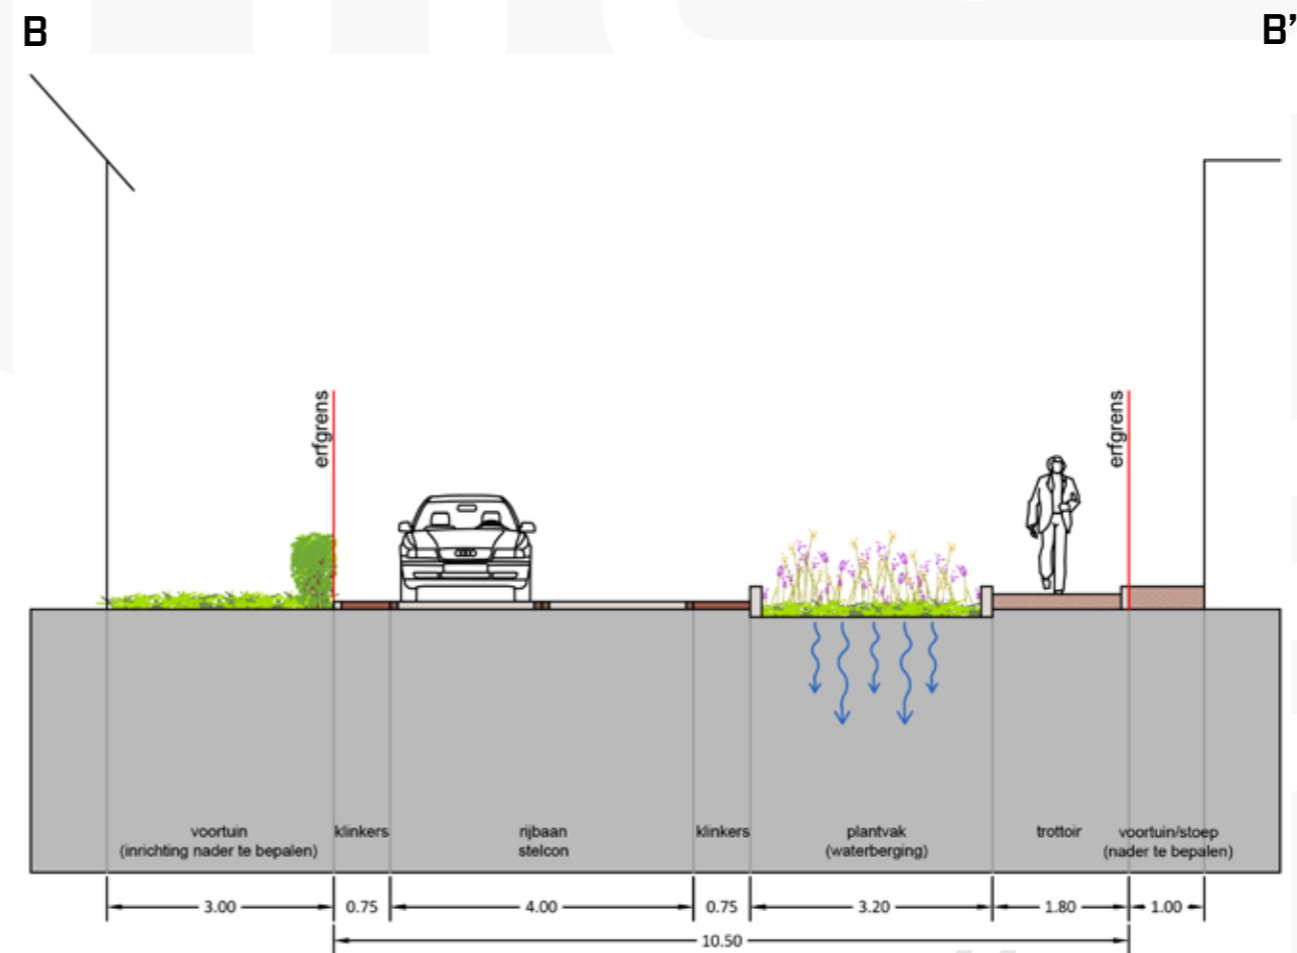 B
B'
erfgrens
erfgrens
voortuin
(inrichting nader te bepalen)
klinkers
rijbaan
stelcon
klinkers
plantvak
(waterberging)
trottoir
voortuin/stoep
(nader te bepalen)
3.00
0.75
4.00
0.75
3.20
1.80
1.00
10.50